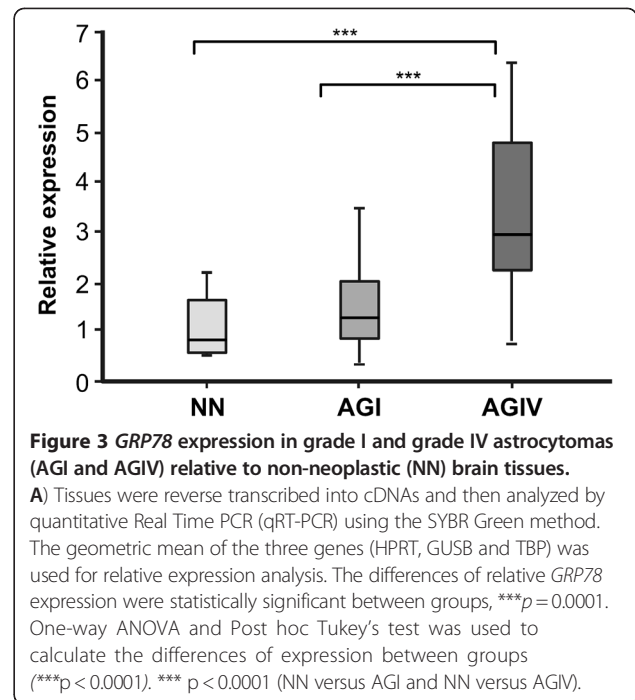 7
***
6
***
5
4
3
2
1
0
Relative expression
NN AGI AGIV
Figure 3 GRP78 expression in grade I and grade IV astrocytomas
(AGI and AGIV) relative to non-neoplastic (NN) brain tissues.
A) Tissues were reverse transcribed into cDNAs and then analyzed by
quantitative Real Time PCR (qRT-PCR) using the SYBR Green method.
The geometric mean of the three genes (HPRT, GUSB and TBP) was
used for relative expression analysis. The differences of relative GRP78
expression were statistically significant between groups, ***p = 0.0001.
One-way ANOVA and Post hoc Tukey's test was used to
calculate the differences of expression between groups
(***p < 0.0001). *** p < 0.0001 (NN versus AGI and NN versus AGIV).